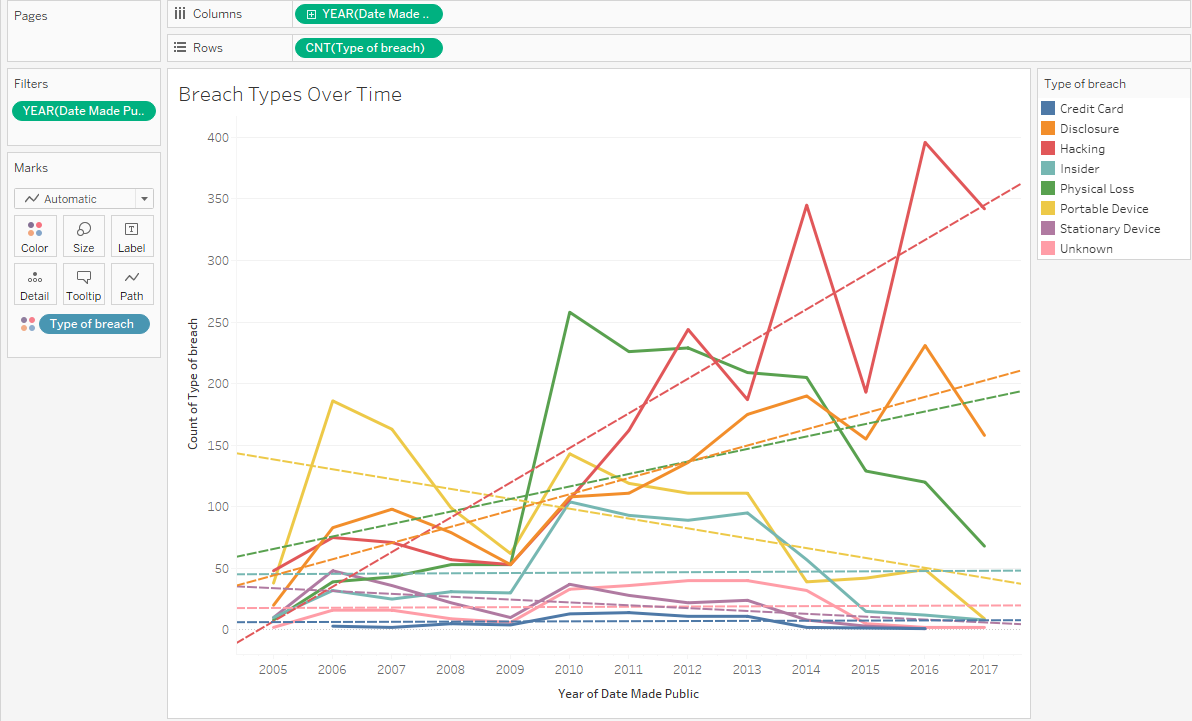 Pages
Columns
YEAR(Date Made ..
Rows
CNT(Type of breach)
Filters
YEAR(Date Made Pu..
Marks
Automatic
Color
Size
Label
Detail
Tooltip
Path
Type of breach
Breach Types Over Time
400
350
300
250
200
150
100
50
0
Count of Type of breach
2005
2006
2007
2008
2009
2010
2011
2012
2013
2014
2015
2016
2017
Year of Date Made Public
Type of breach
Credit Card
Disclosure
Hacking
Insider
Physical Loss
Portable Device
Stationary Device
Unknown